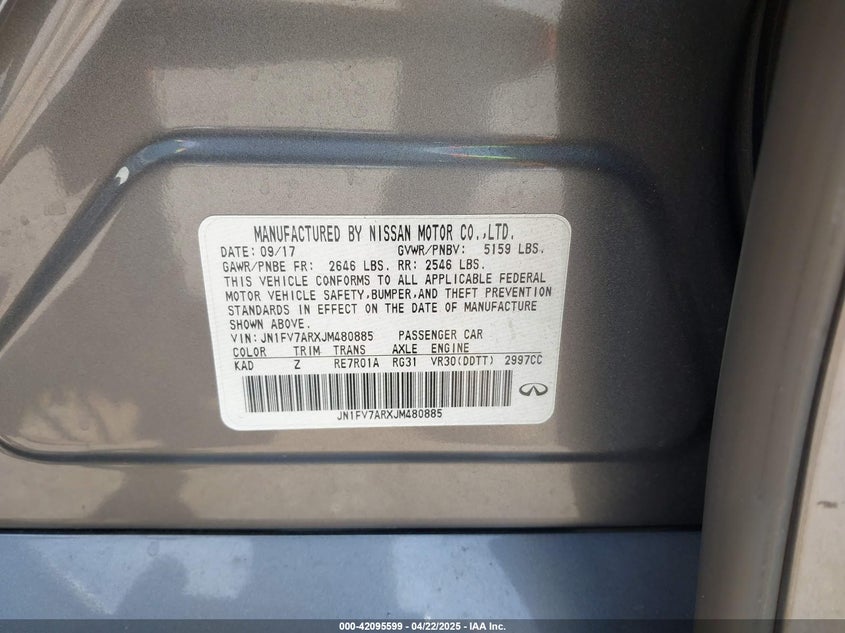 MANUFACTURED BY NISSAN MOTOR CO.,LTD.
DATE: 09/17 GVWR/PNBV: 5159 LBS.
GAWR/PNBE FR: 2646 LBS. RR: 2546 LBS.
THIS VEHICLE CONFORMS TO ALL APPLICABLE FEDERAL
MOTOR VEHICLE SAFETY,BUMPER,AND THEFT PREVENTION
STANDARDS IN EFFECT ON THE DATE OF MANUFACTURE
SHOWN ABOVE.
VIN: JN1FV7ARXJM480885 PASSENGER CAR
COLOR TRIM TRANS AXLE ENGINE
KAD Z RE7R01A RG31 VR30(DDTT) 2997CC
JN1FV7ARXJM480885
000-42095599 - 04/22/2025 - IAA Inc.